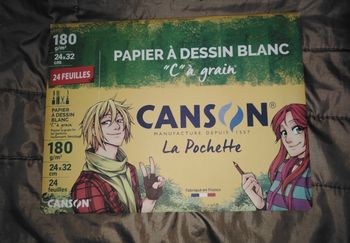 180
g/m²
24x32
cm
24 FEUILLES
PAPIER À DESSIN BLANC
"C" à grain
PAPIER
À DESSIN
BLANC
"C" à grain
180
g/m²
24x32
cm
24
feuilles
CANSON
CANSON®
MANUFACTURE DEPUIS 1557
La Pochette
Fabriqué en France